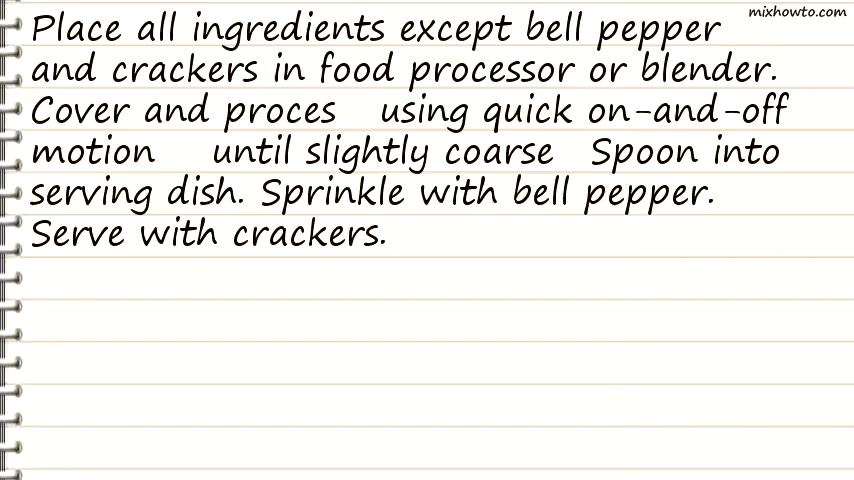 mixhowto.com
Place all ingredients except bell pepper
and crackers in food processor or blender.
Cover and proces using quick on-and-off
motion until slightly coarse Spoon into
serving dish. Sprinkle with bell pepper.
Serve with crackers.